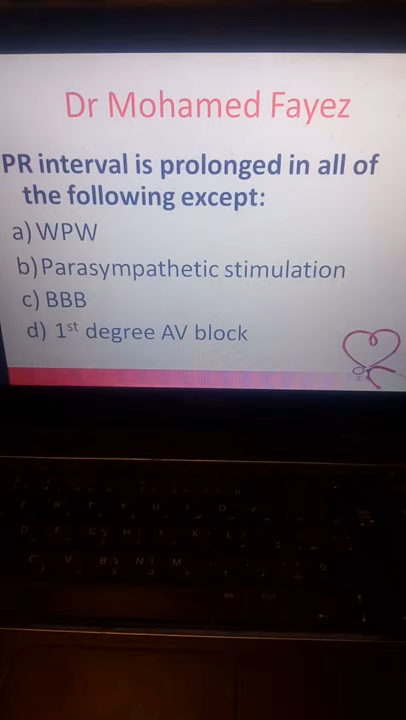 Dr Mohamed Fayez
PR interval is prolonged in all of
the following except:
a) WPW
b) Parasympathetic stimulation
c) BBB
d) 1st degree AV block